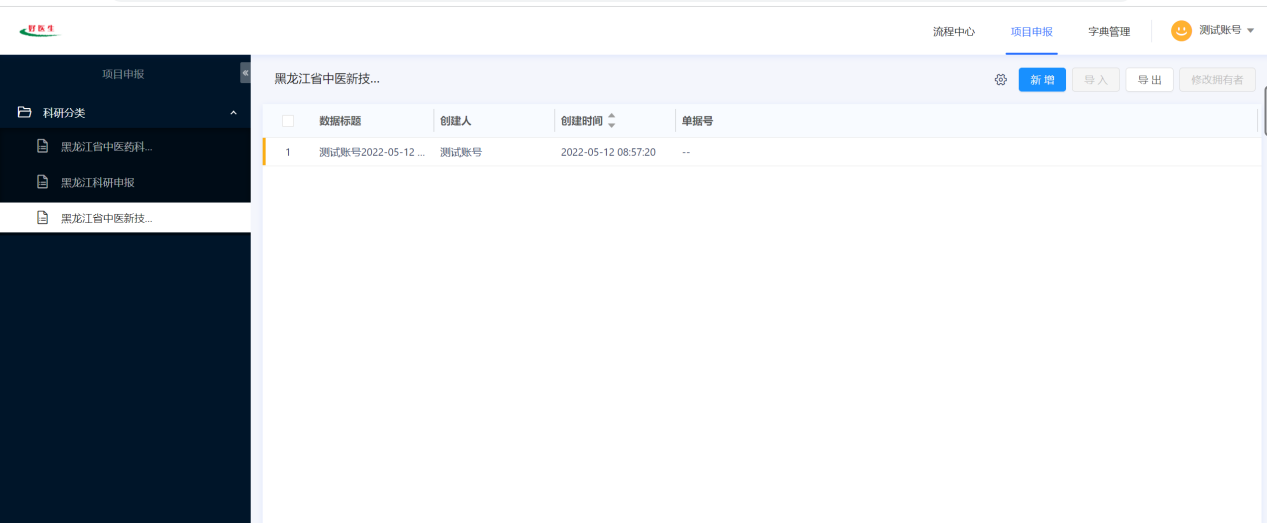 好医生
流程中心 项目申报 字典管理 测试账号
项目申报
黑龙江省中医新技...
新增 导入 导出 修改拥有者
科研分类
数据标题 创建人 创建时间 单据号
黑龙江省中医药科...
1 测试账号2022-05-12 ... 测试账号 2022-05-12 08:57:20 --
黑龙江科研申报
黑龙江省中医新技...